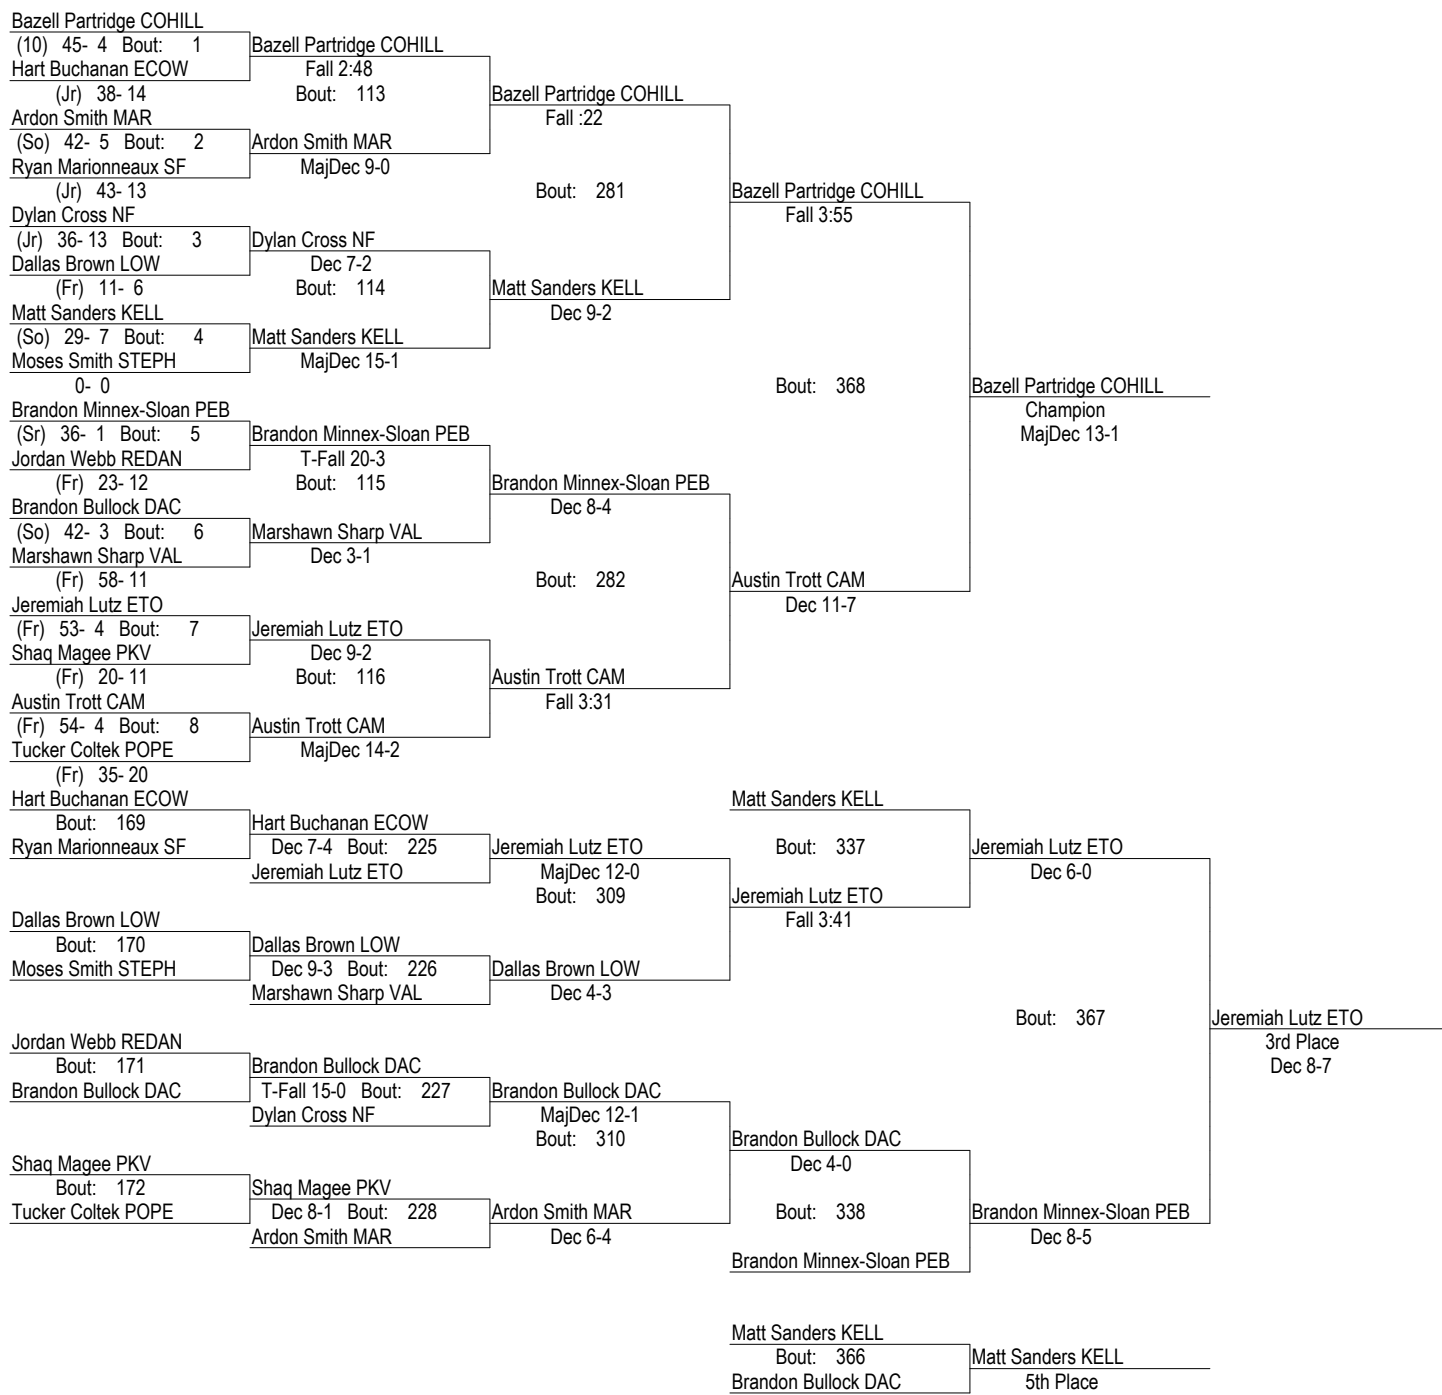 Bazell Partridge COHILL
(10) 45- 4 Bout: 1 Bazell Partridge COHILL
Hart Buchanan ECOW Fall 2:48
(Jr) 38- 14 Bout: 113 Bazell Partridge COHILL
Ardon Smith MAR Fall :22
(So) 42- 5 Bout: 2 Ardon Smith MAR
Ryan Marionneaux SF MajDec 9-0
(Jr) 43- 13 Bout: 281 Bazell Partridge COHILL
Dylan Cross NF Fall 3:55
(Jr) 36- 13 Bout: 3 Dylan Cross NF
Dallas Brown LOW Dec 7-2
(Fr) 11- 6 Bout: 114 Matt Sanders KELL
Matt Sanders KELL Dec 9-2
(So) 29- 7 Bout: 4 Matt Sanders KELL
Moses Smith STEPH MajDec 15-1
0- 0 Bout: 368 Bazell Partridge COHILL
Brandon Minnex-Sloan PEB Champion
(Sr) 36- 1 Bout: 5 Brandon Minnex-Sloan PEB MajDec 13-1
Jordan Webb REDAN T-Fall 20-3
(Fr) 23- 12 Bout: 115 Brandon Minnex-Sloan PEB
Brandon Bullock DAC Dec 8-4
(So) 42- 3 Bout: 6 Marshawn Sharp VAL
Marshawn Sharp VAL Dec 3-1
(Fr) 58- 11 Bout: 282 Austin Trott CAM
Jeremiah Lutz ETO Dec 11-7
(Fr) 53- 4 Bout: 7 Jeremiah Lutz ETO
Shaq Magee PKV Dec 9-2
(Fr) 20- 11 Bout: 116 Austin Trott CAM
Austin Trott CAM Fall 3:31
(Fr) 54- 4 Bout: 8 Austin Trott CAM
Tucker Coltek POPE MajDec 14-2
(Fr) 35- 20
Hart Buchanan ECOW Matt Sanders KELL
Bout: 169 Hart Buchanan ECOW
Ryan Marionneaux SF Dec 7-4 Bout: 225 Jeremiah Lutz ETO Bout: 337 Jeremiah Lutz ETO
Jeremiah Lutz ETO MajDec 12-0 Dec 6-0
Bout: 309 Jeremiah Lutz ETO
Dallas Brown LOW Fall 3:41
Bout: 170 Dallas Brown LOW
Moses Smith STEPH Dec 9-3 Bout: 226 Dallas Brown LOW
Marshawn Sharp VAL Dec 4-3
Bout: 367 Jeremiah Lutz ETO
Jordan Webb REDAN 3rd Place
Bout: 171 Brandon Bullock DAC Dec 8-7
Brandon Bullock DAC T-Fall 15-0 Bout: 227 Brandon Bullock DAC
Dylan Cross NF MajDec 12-1
Bout: 310 Brandon Bullock DAC
Shaq Magee PKV Dec 4-0
Bout: 172 Shaq Magee PKV
Tucker Coltek POPE Dec 8-1 Bout: 228 Ardon Smith MAR Bout: 338 Brandon Minnex-Sloan PEB
Ardon Smith MAR Dec 6-4 Dec 8-5
Brandon Minnex-Sloan PEB
Matt Sanders KELL
Bout: 366 Matt Sanders KELL
Brandon Bullock DAC 5th Place